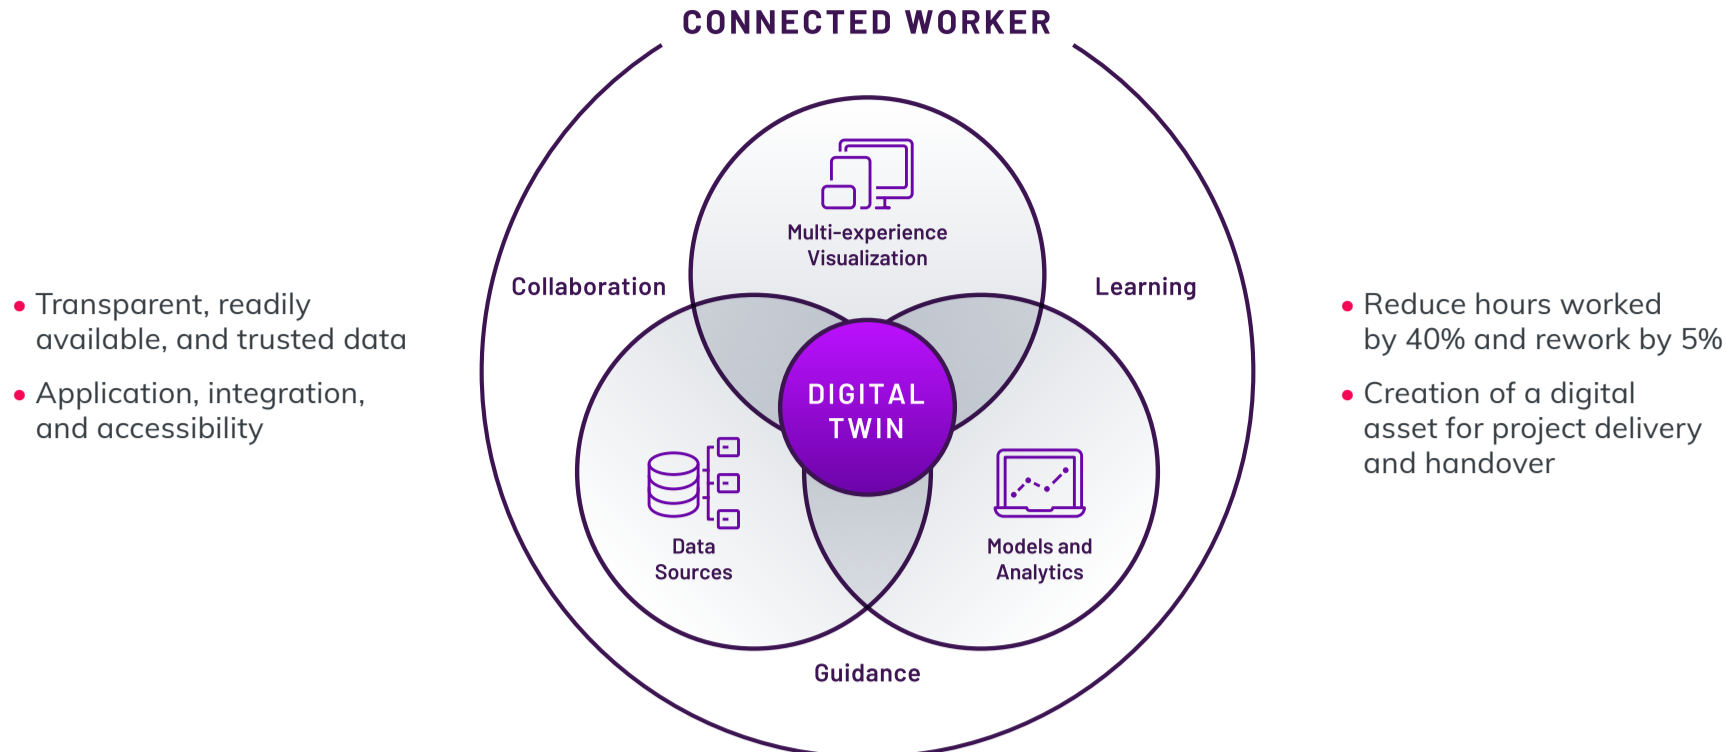 CONNECTED WORKER
Multi-experience
Visualization
Collaboration
Learning
• Transparent, readily
available, and trusted data
• Application, integration,
and accessibility
DIGITAL
TWIN
Data
Sources
Models and
Analytics
Guidance
• Reduce hours worked
by 40% and rework by 5%
• Creation of a digital
asset for project delivery
and handover